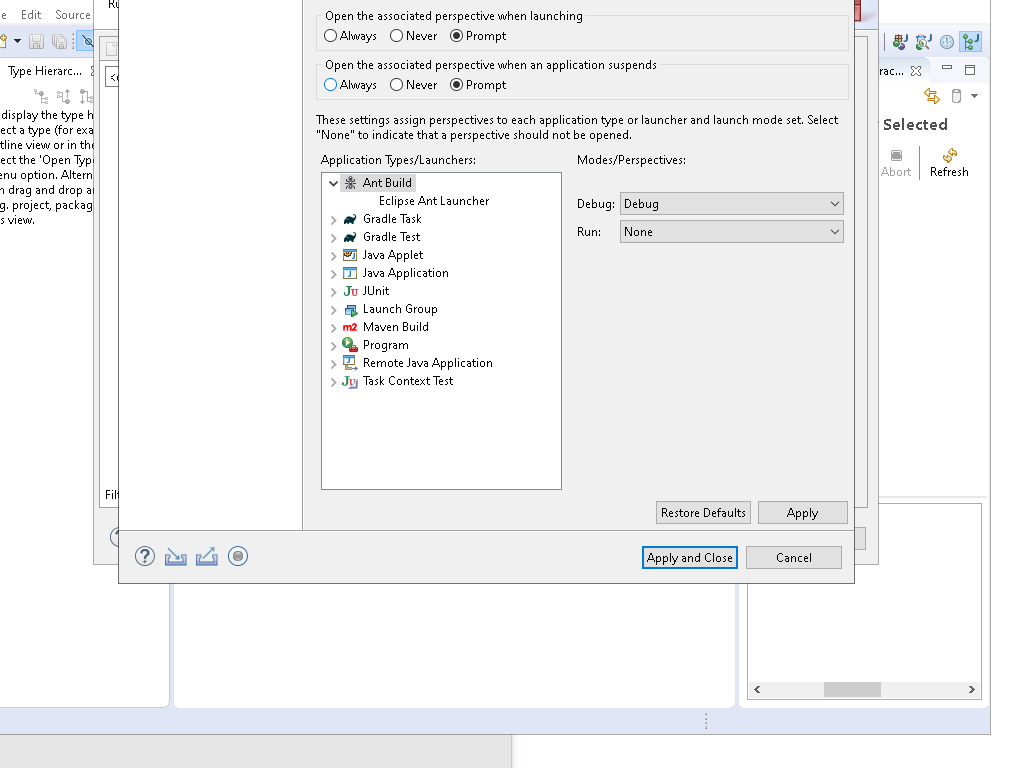 e Edit Source
Ru
Type Hierarc...
display the type h
ect a type (for exa
tline view or in the
ect the 'Open Type
enu option. Altern
n drag and drop a
g. project, packag
s view.
<
Filt
Open the associated perspective when launching
Always Never Prompt
Open the associated perspective when an application suspends
Always Never Prompt
These settings assign perspectives to each application type or launcher and launch mode set. Select
"None" to indicate that a perspective should not be opened.
Application Types/Launchers:
Ant Build
Eclipse Ant Launcher
Gradle Task
Gradle Test
Java Applet
Java Application
JUnit
Launch Group
Maven Build
Program
Remote Java Application
Task Context Test
Modes/Perspectives:
Debug: Debug
Run: None
Restore Defaults Apply
Apply and Close Cancel
rac...
Selected
Abort Refresh